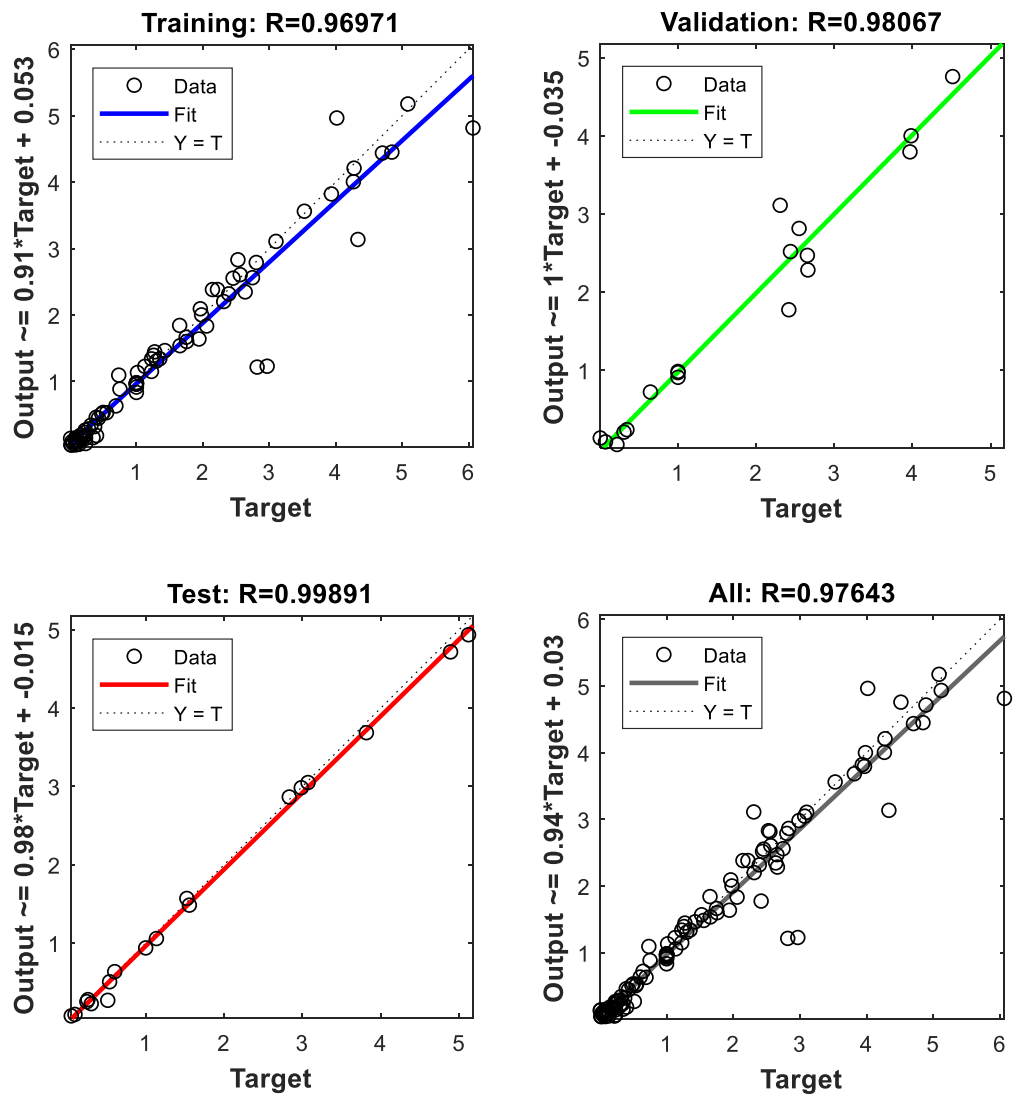 Training: R=0.96971
Output ~= 0.91*Target + 0.053
6
5
4
3
2
1
Data
Fit
Y = T
1 2 3 4 5 6
Target
Validation: R=0.98067
Output ~= 1*Target + -0.035
5
4
3
2
1
Data
Fit
Y = T
1 2 3 4 5
Target
Test: R=0.99891
Output ~= 0.98*Target + -0.015
5
4
3
2
1
Data
Fit
Y = T
1 2 3 4 5
Target
All: R=0.97643
Output ~= 0.94*Target + 0.03
6
5
4
3
2
1
Data
Fit
Y = T
1 2 3 4 5 6
Target